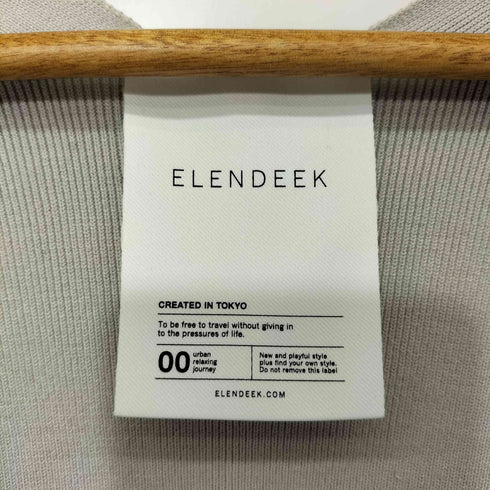 ELENDEEK
CREATED IN TOKYO
To be free to travel without giving in
to the pressures of life.
00 urban
relaxing
journey
New and playful style
plus find your own style.
Do not remove this label
ELENDEEK.COM